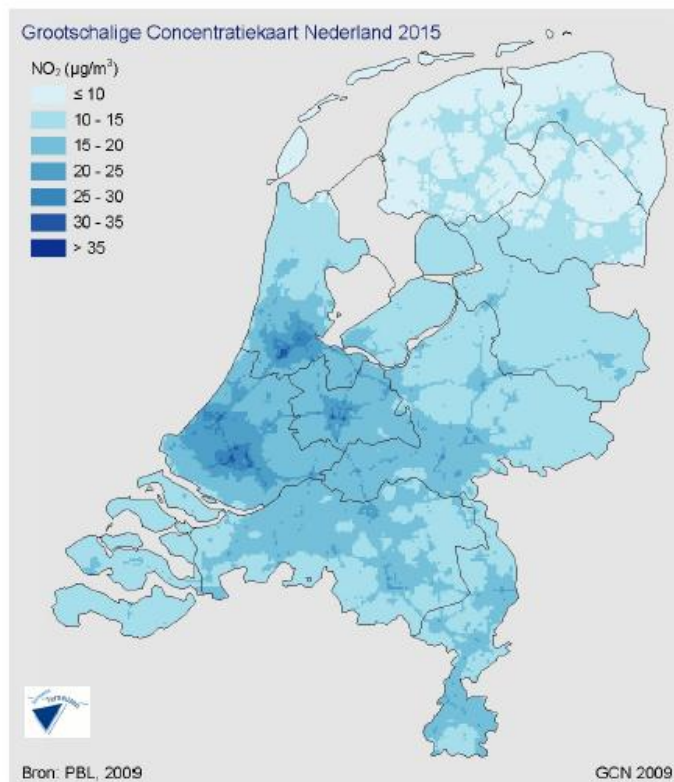 Grootschalige Concentratiekaart Nederland 2015
NO₂ (µg/m³)
≤ 10
10 - 15
15 - 20
20 - 25
25 - 30
30 - 35
> 35
Bron: PBL, 2009
GCN 2009